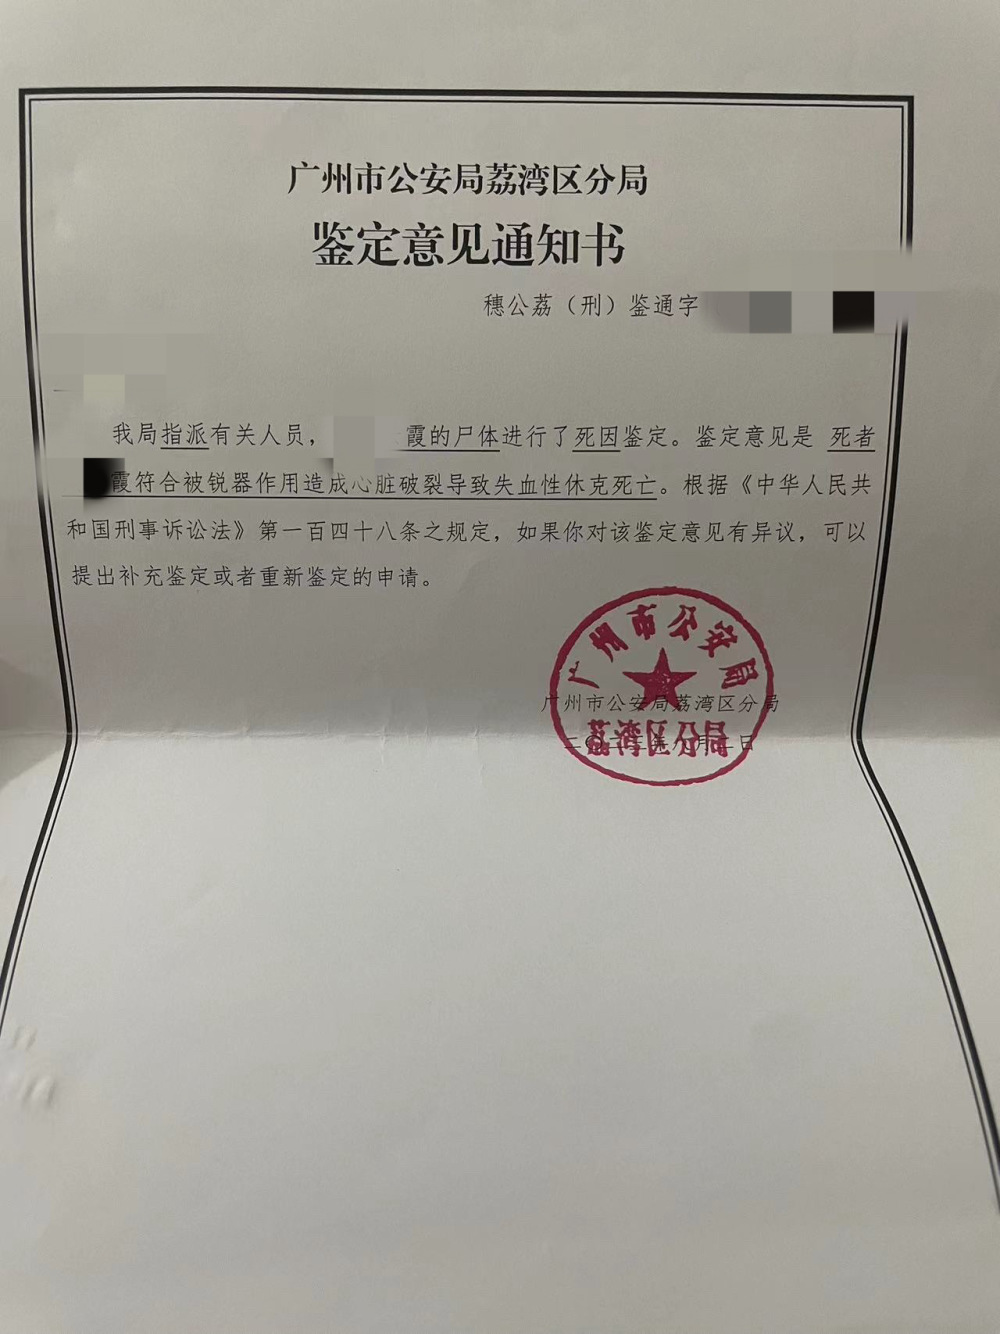 广州市公安局荔湾区分局
鉴定意见通知书
穗公荔（刑）鉴通字
我局指派有关人员，
霞的尸体进行了死因鉴定。鉴定意见是 死者
霞符合被锐器作用造成心脏破裂导致失血性休克死亡。根据《中华人民共
和国刑事诉讼法》第一百四十八条之规定，如果你对该鉴定意见有异议，可以
提出补充鉴定或者重新鉴定的申请。
广州市公安局
荔湾区分局
广州市公安局荔湾区分局